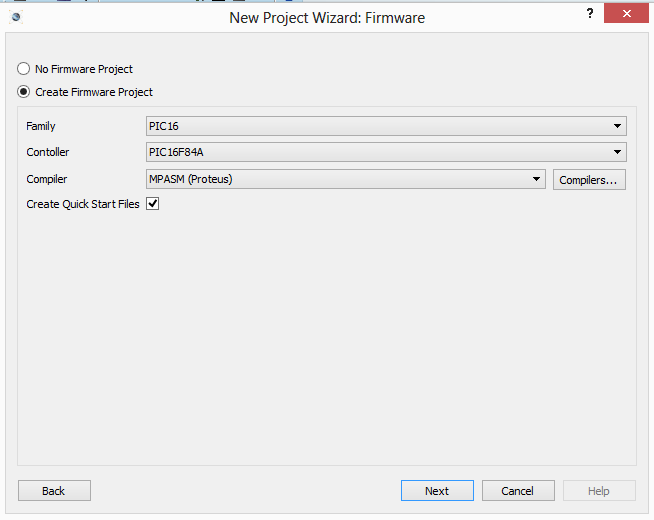 New Project Wizard: Firmware
?
No Firmware Project
Create Firmware Project
Family PIC16
Contoller PIC16F84A
Compiler MPASM (Proteus) Compilers...
Create Quick Start Files
Back Next Cancel Help